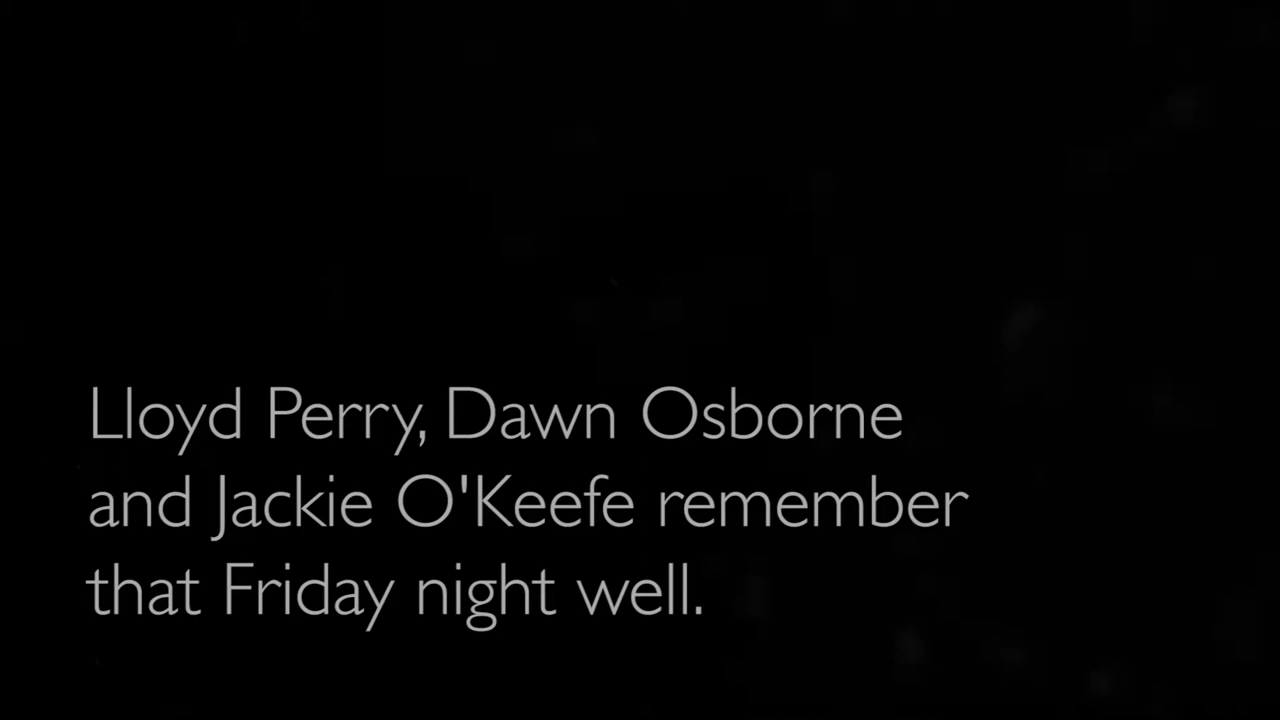 Lloyd Perry, Dawn Osborne
and Jackie O'Keefe remember
that Friday night well.